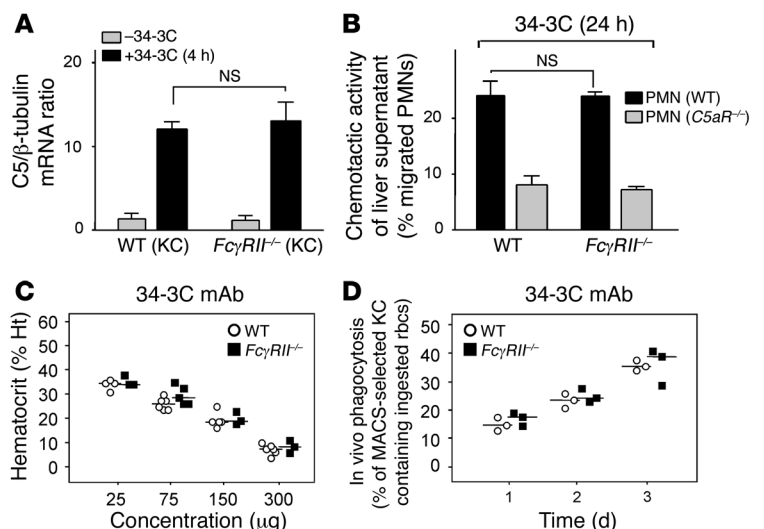 A
–34-3C
+34-3C (4 h)
C5/β-tubulin
mRNA ratio
20
10
0
NS
WT (KC)
FcγRII–/– (KC)
B
34-3C (24 h)
Chemotactic activity
of liver supernatant
(% migrated PMNs)
20
10
0
NS
PMN (WT)
PMN (C5aR–/–)
WT
FcγRII–/–
C
34-3C mAb
Hematocrit (% Ht)
60
50
40
30
20
10
0
WT
FcγRII–/–
25
75
150
300
Concentration (μg)
D
34-3C mAb
In vivo phagocytosis
(% of MACS-selected KC
containing ingested rbcs)
50
40
30
20
10
0
WT
FcγRII–/–
1
2
3
Time (d)